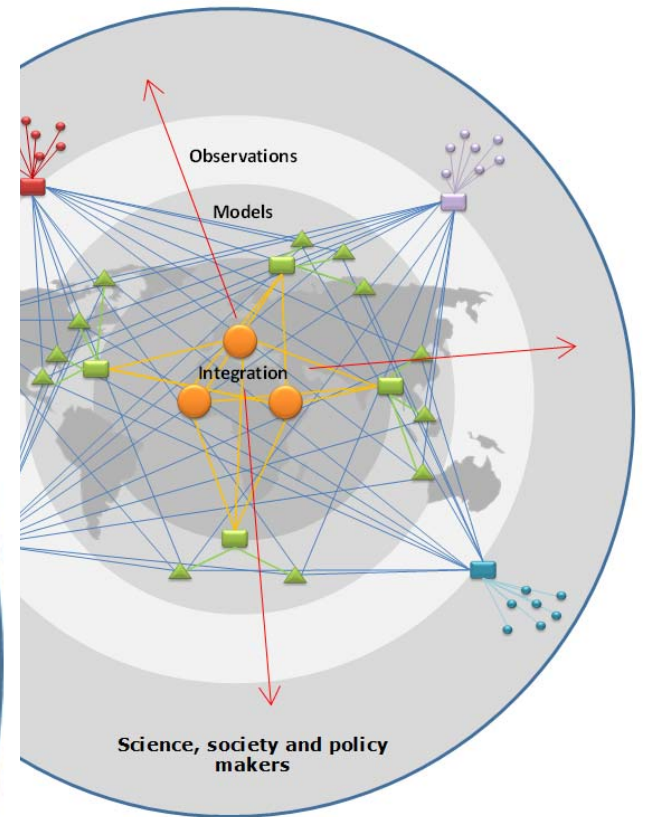 Observations
Models
Integration
Science, society and policy
makers